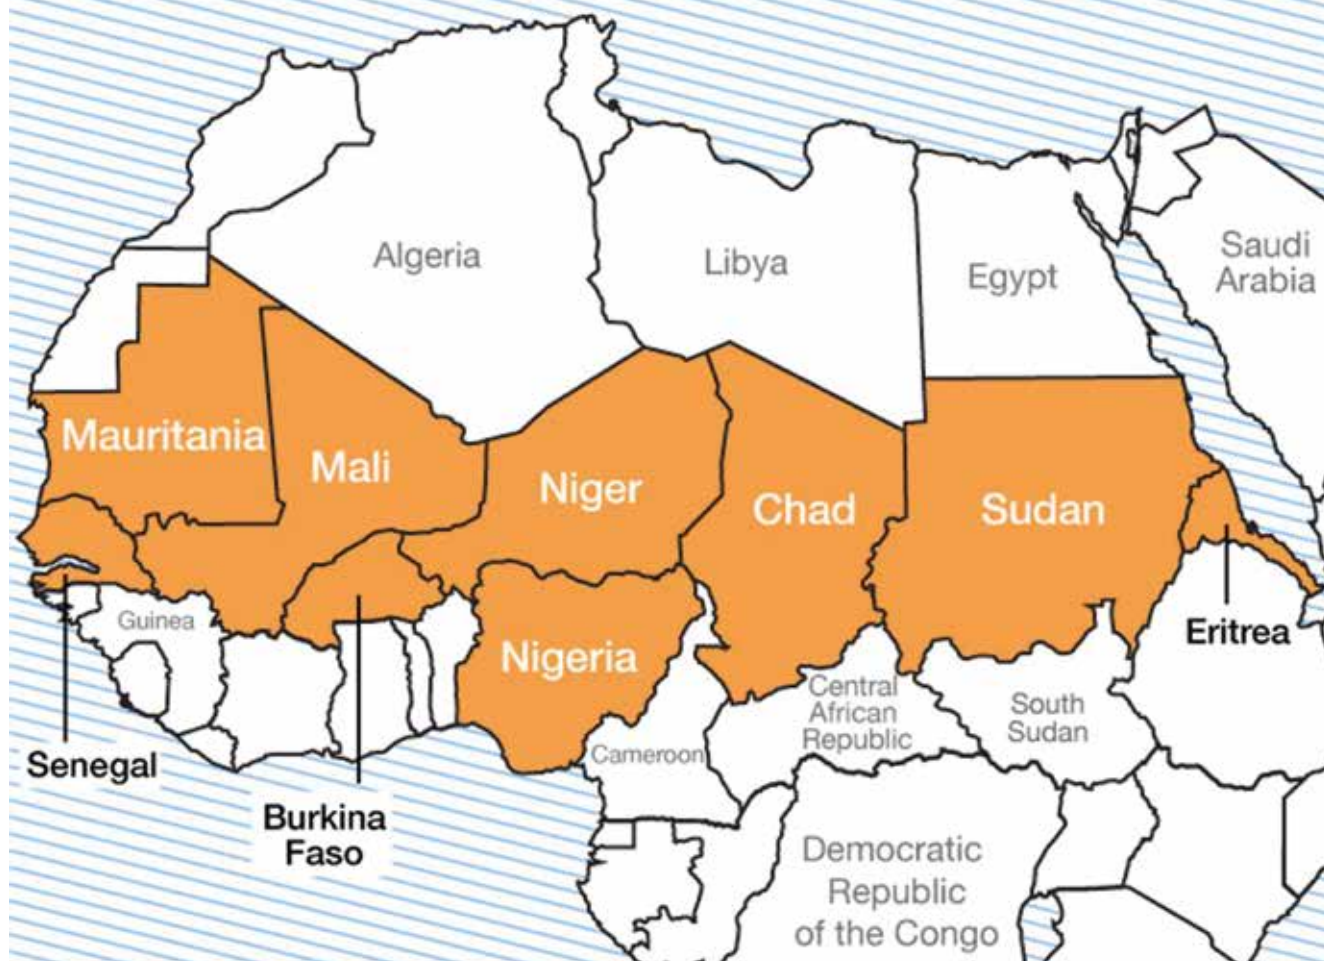 Algeria
Libya
Egypt
Saudi
Arabia
Mauritania
Mali
Niger
Chad
Sudan
Guinea
Nigeria
Eritrea
Central
African
Republic
South
Sudan
Cameroon
Senegal
Burkina
Faso
Democratic
Republic
of the Congo